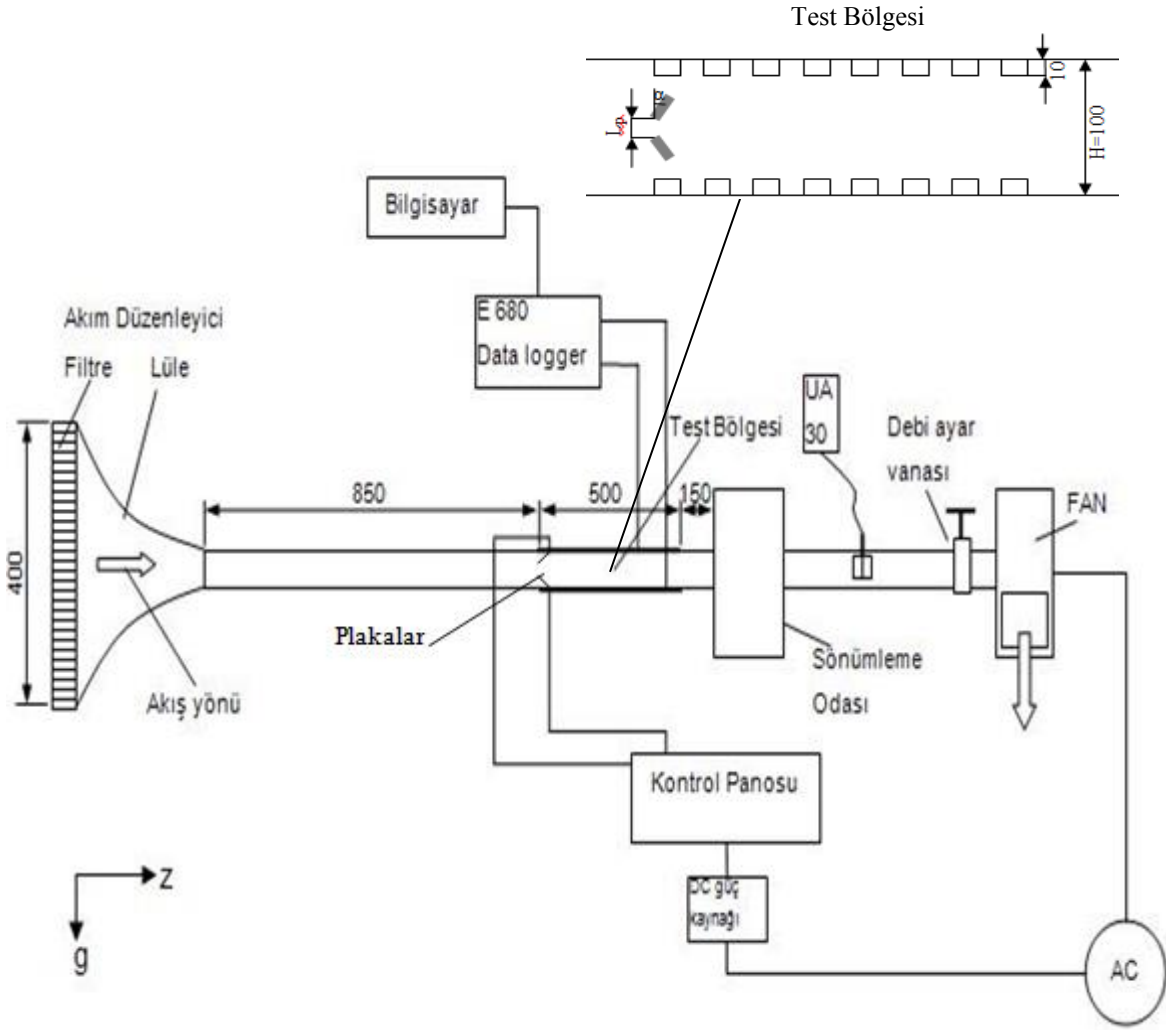 Test Bölgesi
10
α
Lp
H=100
Bilgisayar
Akım Düzenleyici
Filtre
Lüle
E 680
Data logger
UA
30
Test Bölgesi
Debi ayar
vanası
FAN
850
500
150
400
Plakalar
Akış yönü
Sönümleme
Odası
Kontrol Panosu
z
g
DC güç
kaynağı
AC